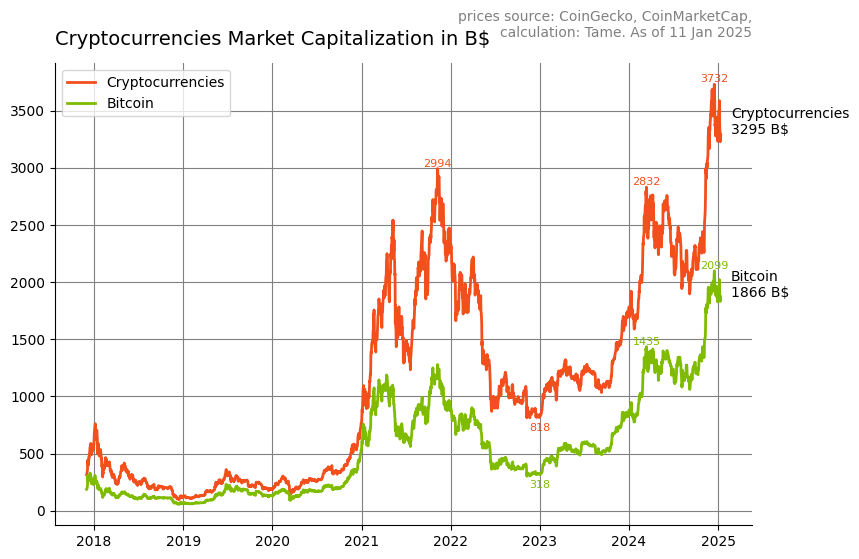 prices source: CoinGecko, CoinMarketCap,
calculation: Tame. As of 11 Jan 2025
Cryptocurrencies Market Capitalization in B$
Cryptocurrencies
Bitcoin
3732
Cryptocurrencies
3295 B$
2994
2832
2099
Bitcoin
1866 B$
1435
818
318
3500
3000
2500
2000
1500
1000
500
0
2018 2019 2020 2021 2022 2023 2024 2025